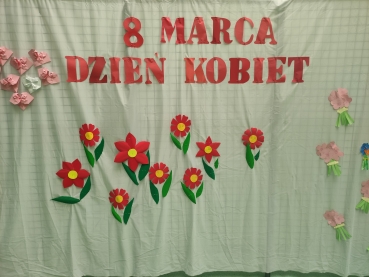 8 MARCA
DZIEŃ KOBIET